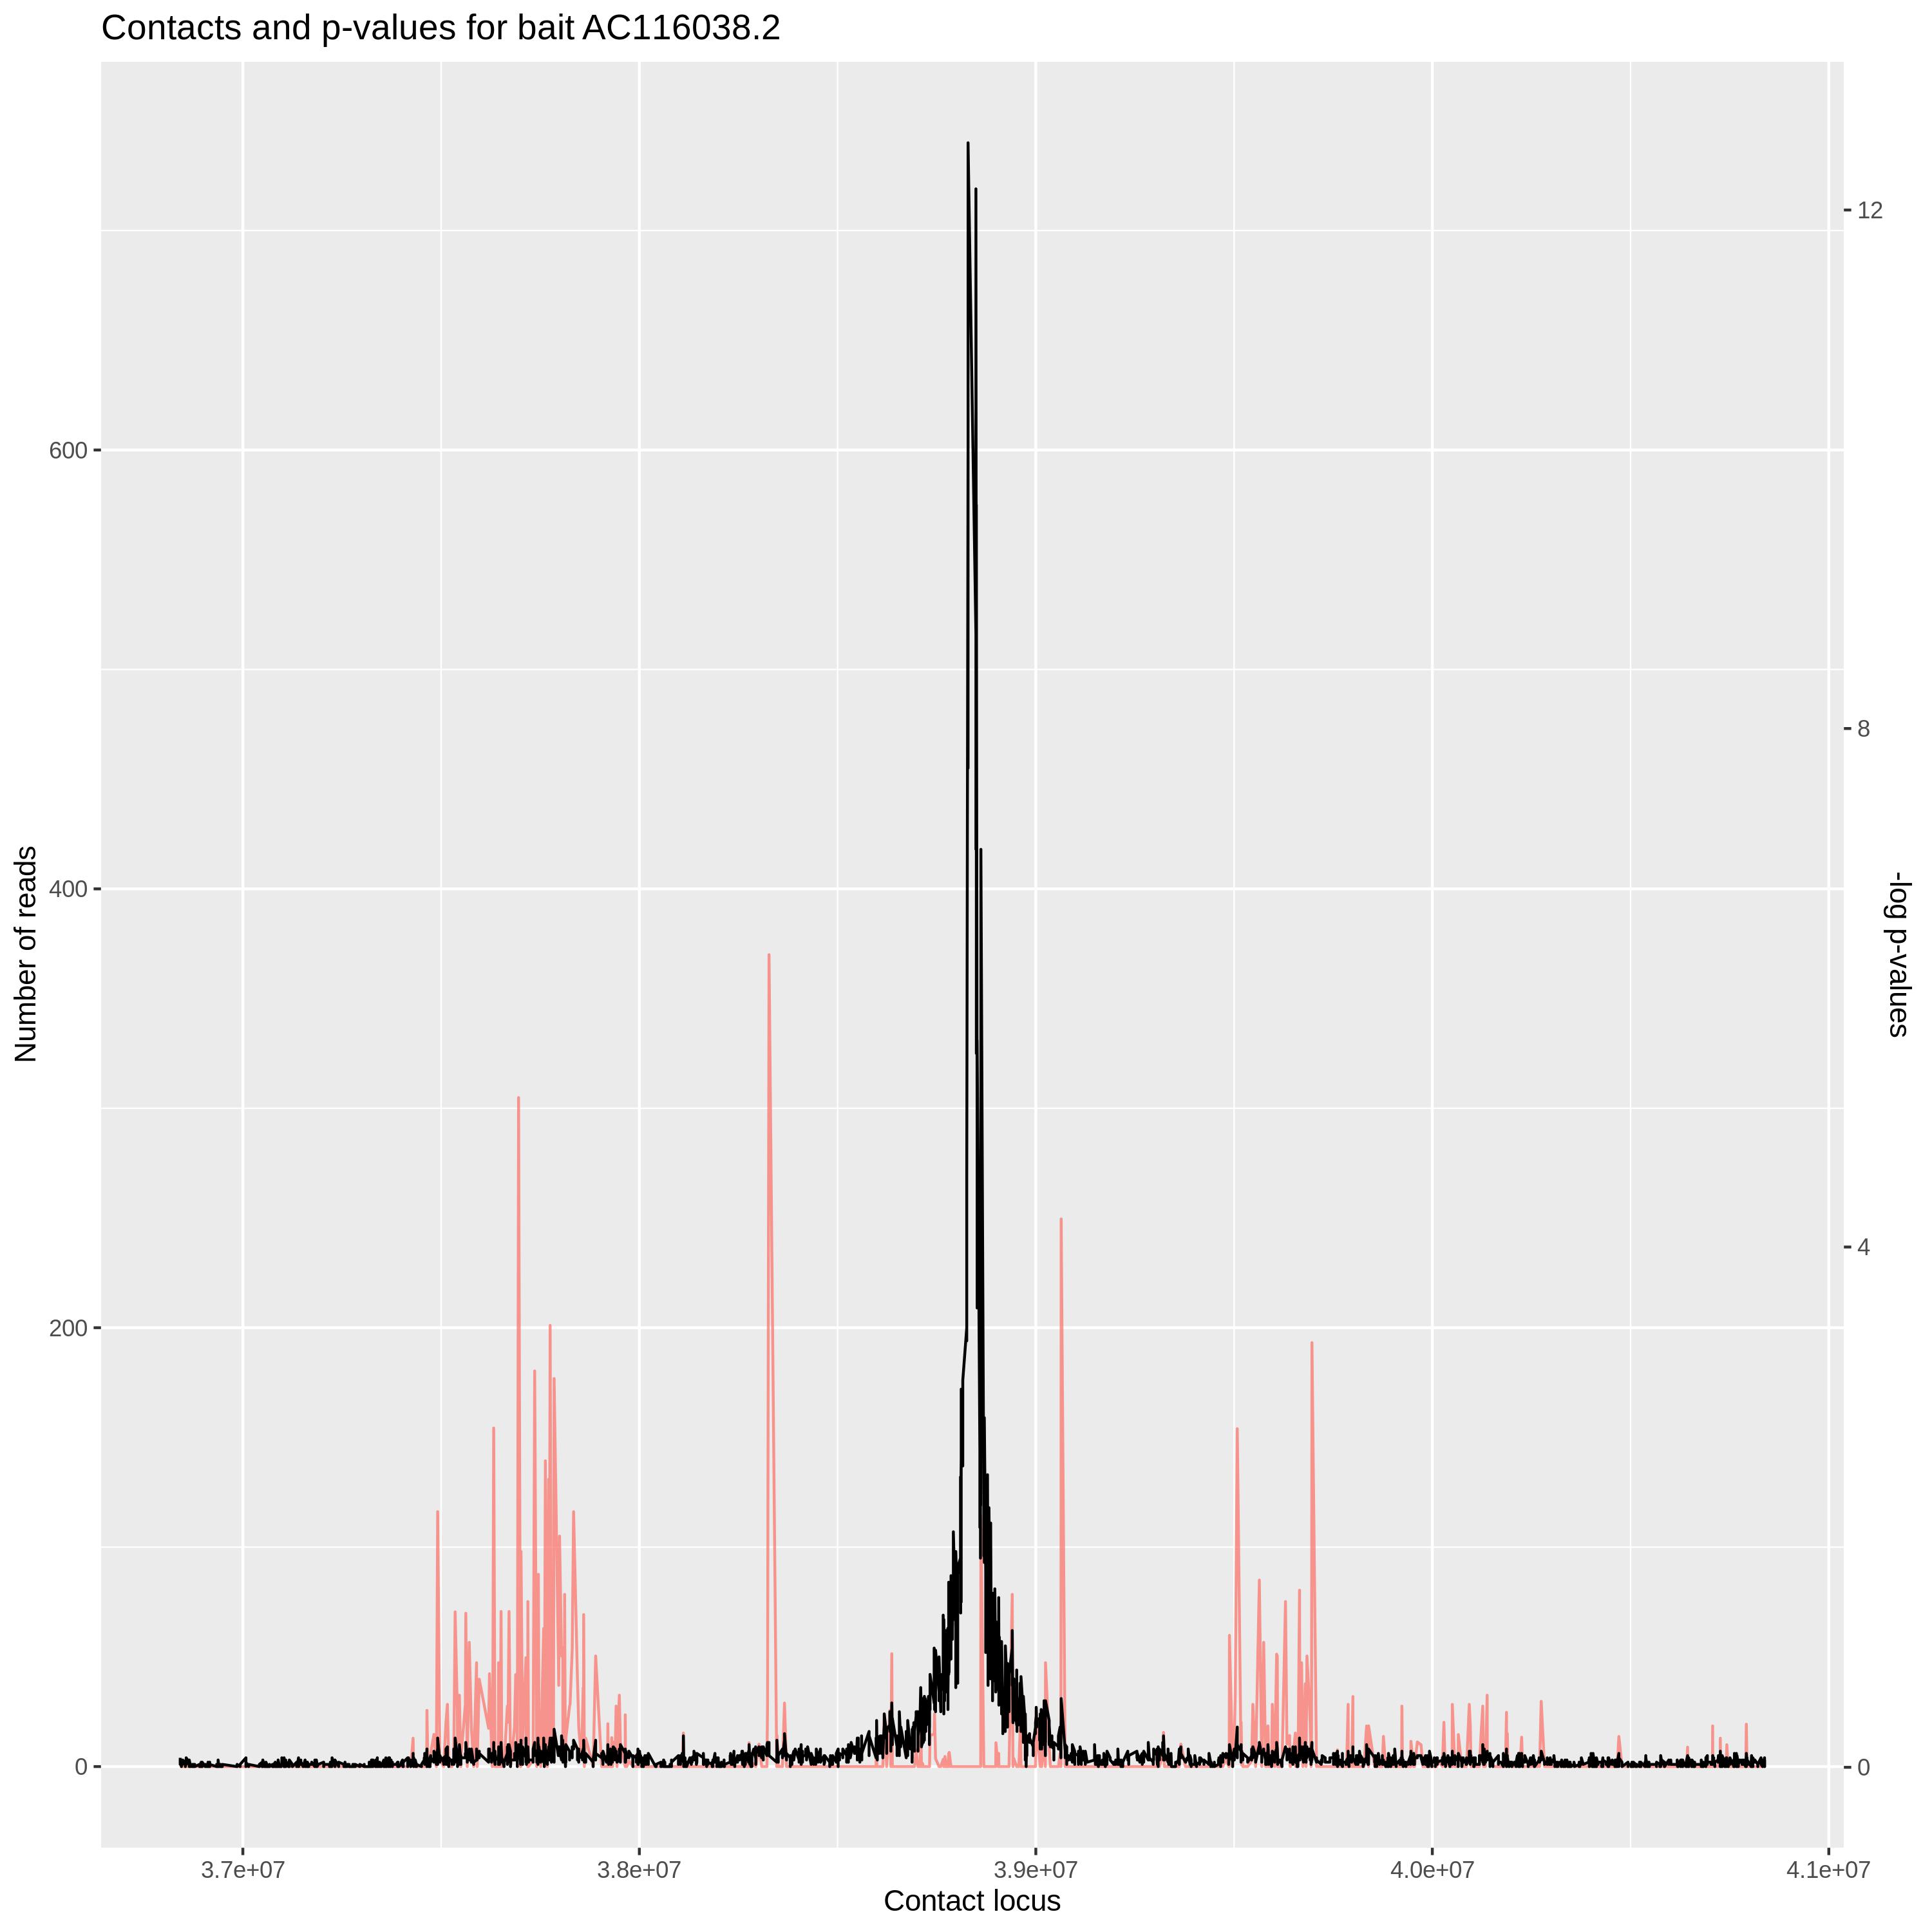 Contacts and p-values for bait AC116038.2
12
600
8
400
Number of reads
-log p-values
4
200
0
0
3.7e+07
3.8e+07
3.9e+07
4.0e+07
4.1e+07
Contact locus